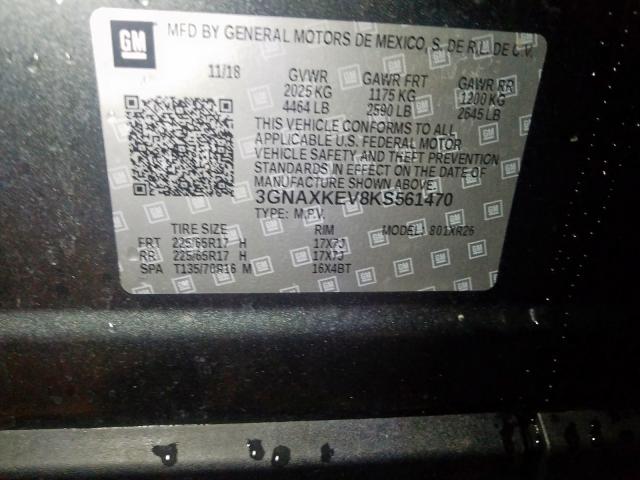 GM MFD BY GENERAL MOTORS DE MEXICO, S. DE R.L. DE C.V.
11/18 GVWR GAWR FRT GAWR RR
2025 KG 1175 KG 1200 KG
4464 LB 2590 LB 2645 LB
THIS VEHICLE CONFORMS TO ALL
APPLICABLE U.S. FEDERAL MOTOR
VEHICLE SAFETY AND THEFT PREVENTION
STANDARDS IN EFFECT ON THE DATE OF
MANUFACTURE SHOWN ABOVE.
3GNAXKEV8KS561470
TYPE: M.P.V. MODEL: 801XR26
TIRE SIZE RIM
FRT 225/65R17 H 17X7J
RR 225/65R17 H 17X7J
SPA T135/70R16 M 16X4BT